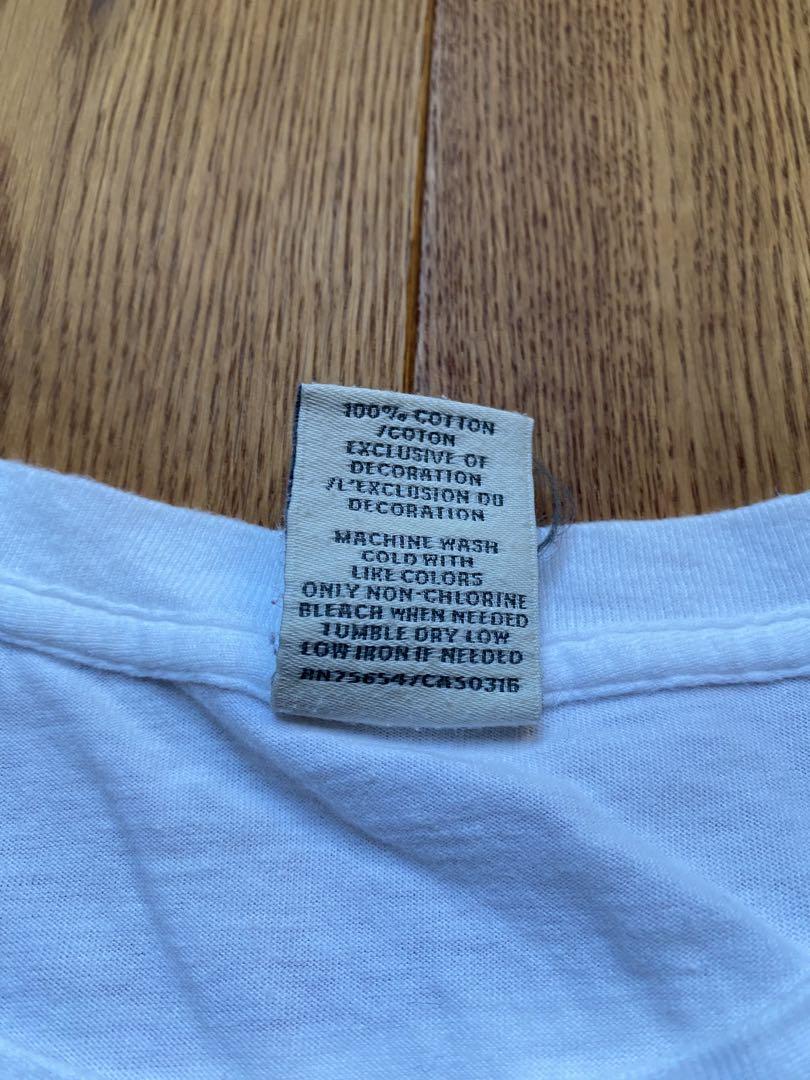 100% COTTON
/COTON
EXCLUSIVE OF
DECORATION
/L'EXCLUSION DU
DECORATION
MACHINE WASH
COLD WITH
LIKE COLORS
ONLY NON-CHLORINE
BLEACH WHEN NEEDED
TUMBLE DRY LOW
LOW IRON IF NEEDED
RN25654/CA50316